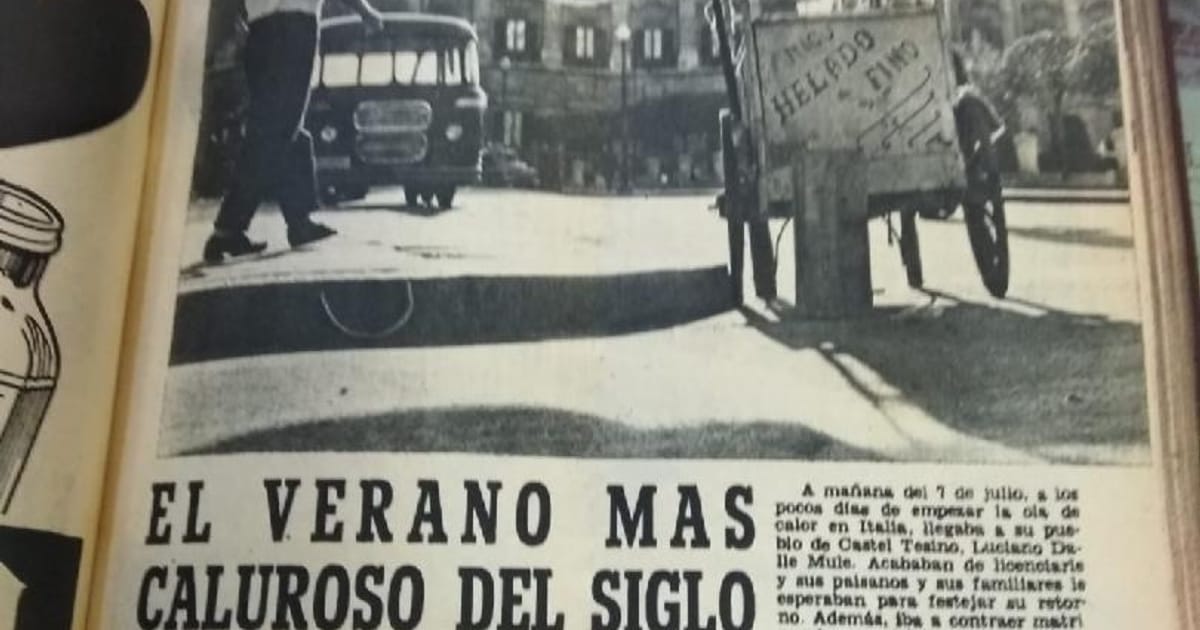 HELADO
FINO
EL VERANO MAS
CALUROSO DEL SIGLO
A mañana del 7 de julio, a los
pocos días de empezar la ola de
calor en Italia, llegaba a su pue-
blo de Castel Tesino, Luciano Da-
lle Mule. Acababan de licenciarle
y sus paisanos y sus familiares le
esperaban para festejar su retor-
no. Además, iba a contraer matri